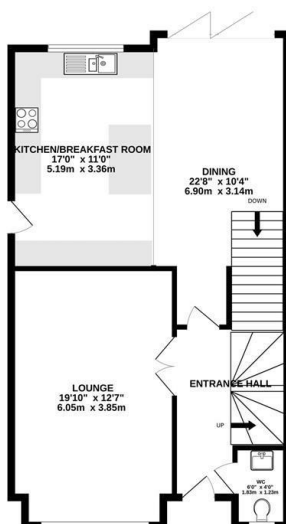 KITCHEN/BREAKFAST ROOM
17'0" x 11'0"
5.19m x 3.36m
DINING
22'8" x 10'4"
6.90m x 3.14m
DOWN
LOUNGE
19'10" x 12'7"
6.05m x 3.85m
ENTRANCE HALL
UP
WC
6'0" x 4'0"
1.83m x 1.23m